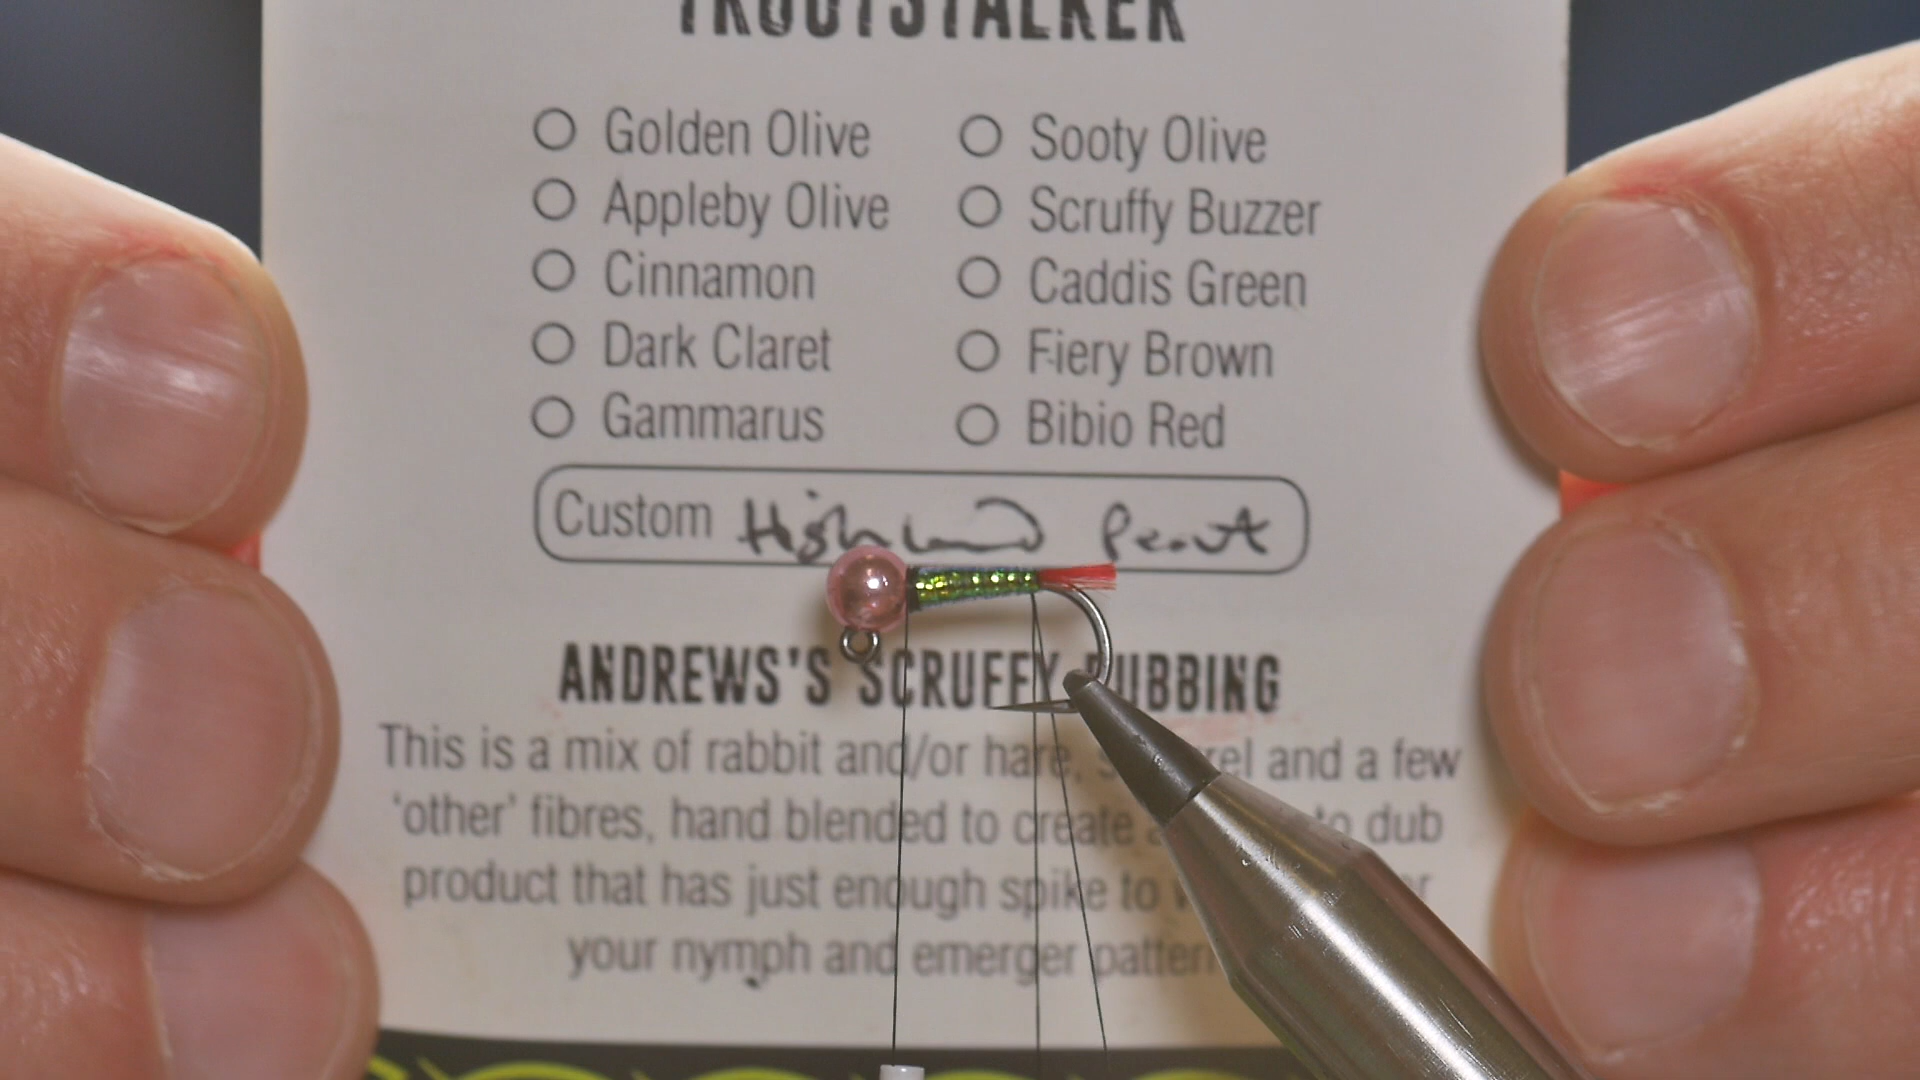 TROUTSTALKER
Golden Olive
Sooty Olive
Appleby Olive
Scruffy Buzzer
Cinnamon
Caddis Green
Dark Claret
Fiery Brown
Gammarus
Bibio Red
Custom Highland
ANDREWS'S SCRUFFY DUBBING
This is a mix of rabbit and/or hare, and a few
'other' fibres, hand blended to create to dub
product that has just enough spike to
your nymph and emerger